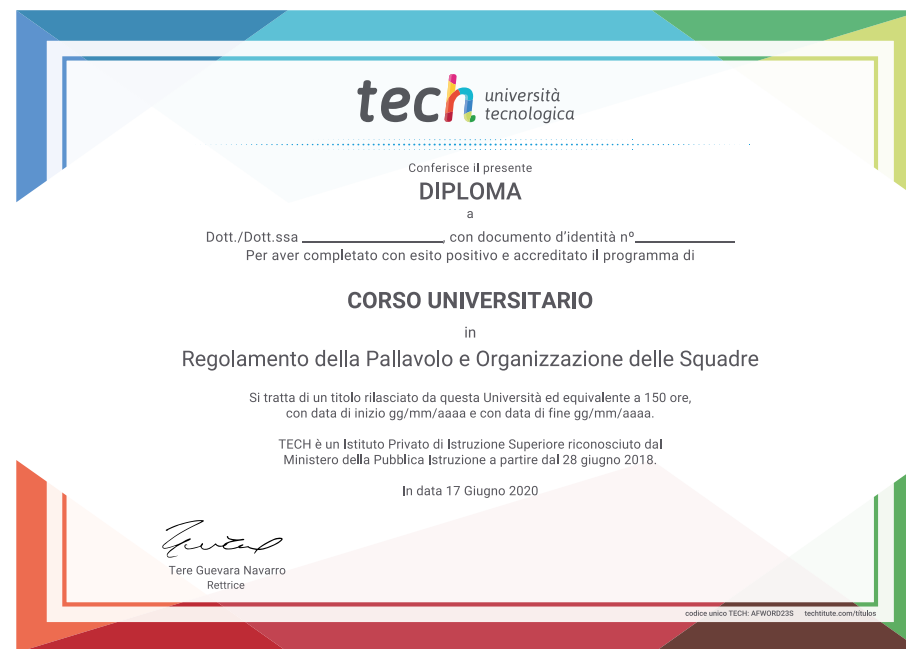 tech università
tecnologica
Conferisce il presente
DIPLOMA
a
Dott./Dott.ssa ____________________, con documento d'identità nº______________
Per aver completato con esito positivo e accreditato il programma di
CORSO UNIVERSITARIO
in
Regolamento della Pallavolo e Organizzazione delle Squadre
Si tratta di un titolo rilasciato da questa Università ed equivalente a 150 ore,
con data di inizio gg/mm/aaaa e con data di fine gg/mm/aaaa.
TECH è un Istituto Privato di Istruzione Superiore riconosciuto dal
Ministero della Pubblica Istruzione a partire dal 28 giugno 2018.
In data 17 Giugno 2020
Tere Guevara Navarro
Rettrice
codice unico TECH: AFWORD23S techtitute.com/títulos